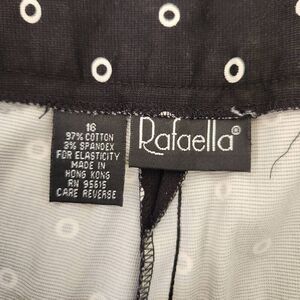 16
97% COTTON
3% SPANDEX
FOR ELASTICITY
MADE IN
HONG KONG
RN 95615
CARE REVERSE
Rafaella®